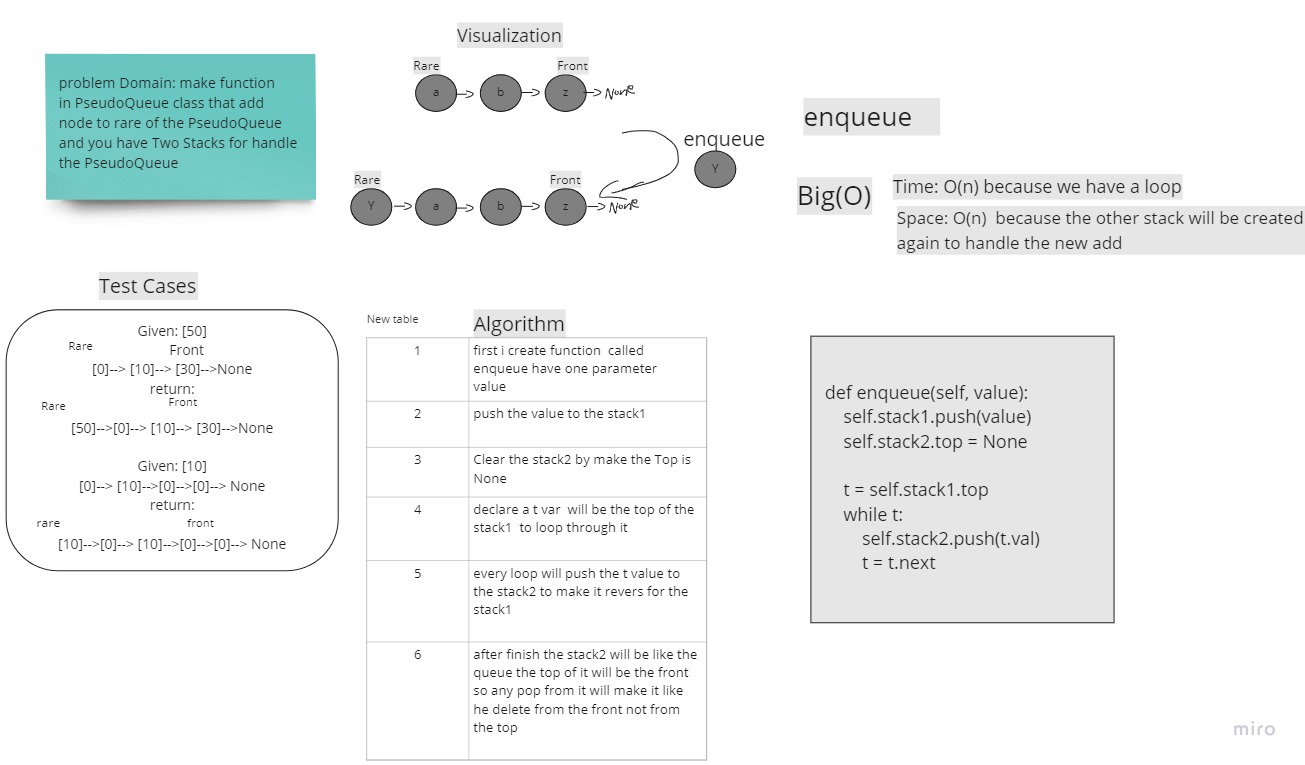 Visualization
problem Domain: make function
in PseudoQueue class that add
node to rare of the PseudoQueue
and you have Two Stacks for handle
the PseudoQueue
Rare Front
a b z None
enqueue
Y
Rare Front
Y a b z None
enqueue
Big(O)
Time: O(n) because we have a loop
Space: O(n) because the other stack will be created
again to handle the new add
Test Cases
Given: [50]
Rare Front
[0]--> [10]--> [30]-->None
return:
Rare Front
[50]-->[0]--> [10]--> [30]-->None
Given: [10]
[0]--> [10]-->[0]-->[0]--> None
return:
rare front
[10]-->[0]--> [10]-->[0]-->[0]--> None
New table
Algorithm
1
first i create function called
enqueue have one parameter
value
2
push the value to the stack1
3
Clear the stack2 by make the Top is
None
4
declare a t var will be the top of the
stack1 to loop through it
5
every loop will push the t value to
the stack2 to make it revers for the
stack1
6
after finish the stack2 will be like the
queue the top of it will be the front
so any pop from it will make it like
he delete from the front not from
the top
def enqueue(self, value):
self.stack1.push(value)
self.stack2.top = None
t = self.stack1.top
while t:
self.stack2.push(t.val)
t = t.next
miro